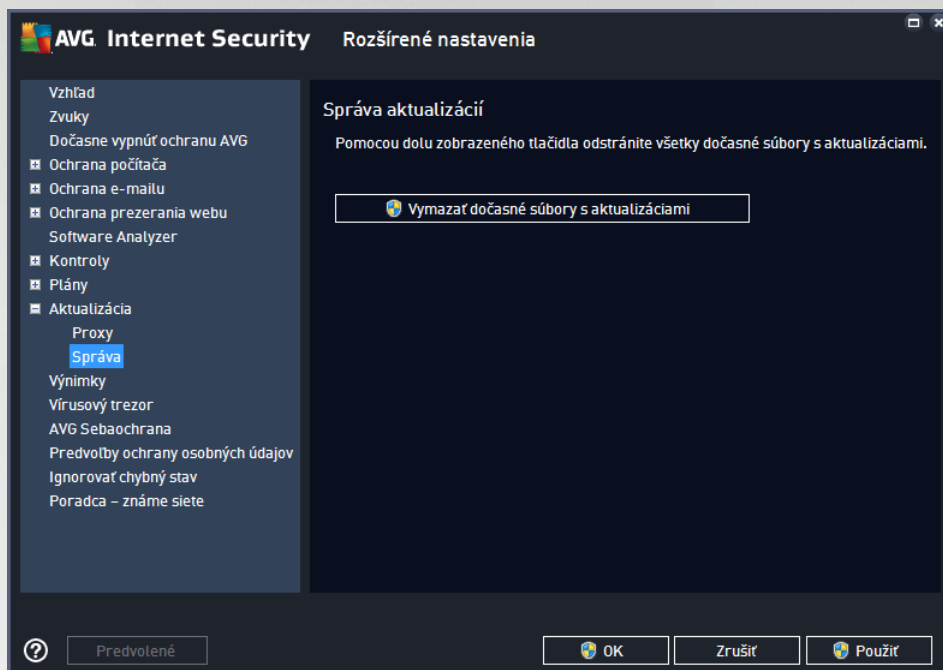 AVG. Internet Security Rozšírené nastavenia
Vzhľad
Zvuky
Dočasne vypnúť ochranu AVG
Ochrana počítača
Ochrana e-mailu
Ochrana prezerania webu
Software Analyzer
Kontroly
Plány
Aktualizácia
Proxy
Správa
Výnimky
Vírusový trezor
AVG Sebaochrana
Predvoľby ochrany osobných údajov
Ignorovať chybný stav
Poradca – známe siete
Správa aktualizácií
Pomocou dolu zobrazeného tlačidla odstránite všetky dočasné súbory s aktualizáciami.
Vymazať dočasné súbory s aktualizáciami
Predvolené
OK
Zrušiť
Použiť